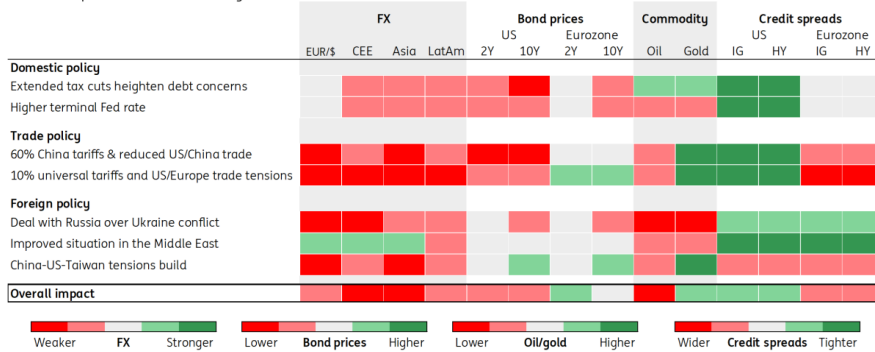 FX Bond prices Commodity Credit spreads
US Eurozone US Eurozone
EUR/$ CEE Asia LatAm 2Y 10Y 2Y 10Y Oil Gold IG HY IG HY
Domestic policy
Extended tax cuts heighten debt concerns
Higher terminal Fed rate
Trade policy
60% China tariffs & reduced US/China trade
10% universal tariffs and US/Europe trade tensions
Foreign policy
Deal with Russia over Ukraine conflict
Improved situation in the Middle East
China-US-Taiwan tensions build
Overall impact
Weaker FX Stronger Lower Bond prices Higher Lower Oil/gold Higher Wider Credit spreads Tighter